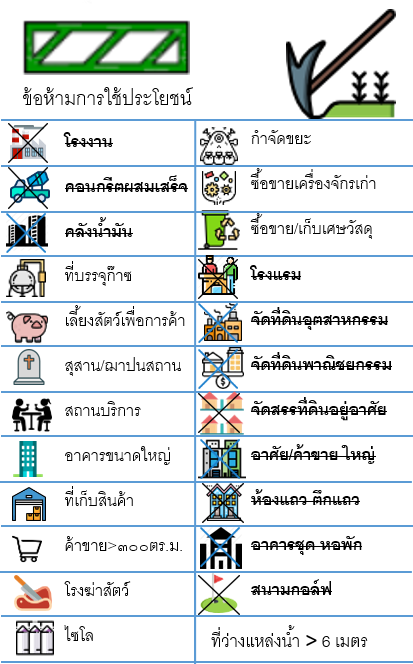 ข้อห้ามการใช้ประโยชน์
โรงงาน
กำจัดขยะ
คอนกรีตผสมเสร็จ
ซื้อขายเครื่องจักรเก่า
คลังน้ำมัน
ซื้อขาย/เก็บเศษวัสดุ
ที่บรรจุก๊าซ
โรงแรม
เลี้ยงสัตว์เพื่อการค้า
จัดที่ดินอุตสาหกรรม
สุสาน/ฌาปนสถาน
จัดที่ดินพาณิชยกรรม
สถานบริการ
จัดสรรที่ดินอยู่อาศัย
อาคารขนาดใหญ่
อาศัย/ค้าขาย ใหญ่
ที่เก็บสินค้า
ห้องแถว ตึกแถว
ค้าขาย>๓๐๐ตร.ม.
อาคารชุด หอพัก
โรงฆ่าสัตว์
สนามกอล์ฟ
ไซโล
ที่ว่างแหล่งน้ำ > 6 เมตร